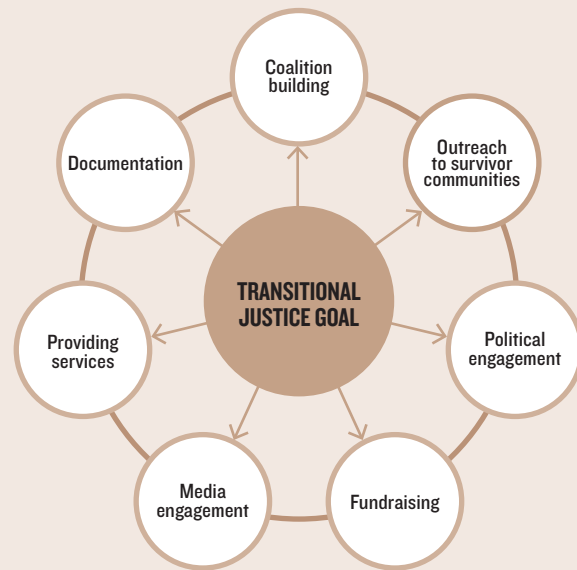 Coalition
building
Outreach
to survivor
communities
Political
engagement
Fundraising
Media
engagement
Providing
services
Documentation
TRANSITIONAL
JUSTICE GOAL